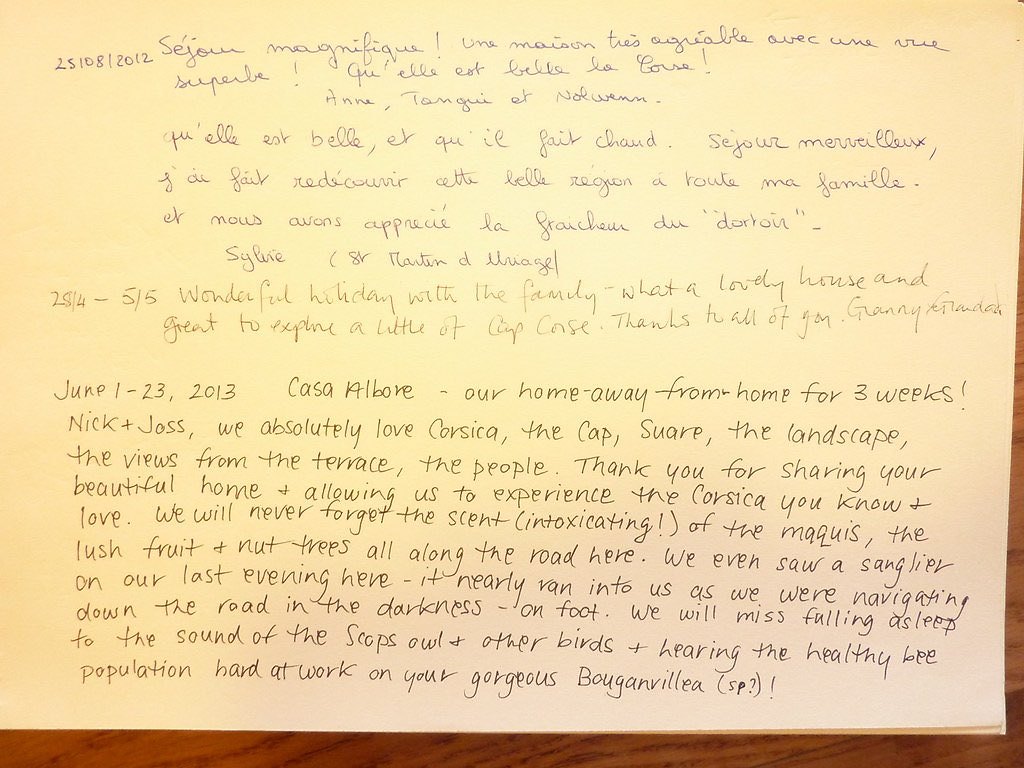 25/08/2012 Séjour magnifique ! une maison très agréable avec une vue
superbe ! Qu'elle est belle la Corse !
Anne, Tangui et Nolwenn.
qu'elle est belle, et qu'il fait chaud. Séjour merveilleux,
j'ai fait redécouvrir cette belle région à toute ma famille.
et nous avons apprécié la fraicheur du "dortoir" -
Sylvie (St Martin d Uriage)
28/4 - 5/5 Wonderful holiday with the family - what a lovely house and
great to explore a little of Cap Corse. Thanks to all of you. Granny + Grandad
June 1-23, 2013 Casa Albore - our home-away-from-home for 3 weeks!
Nick + Joss, we absolutely love Corsica, the Cap, Suare, the landscape,
the views from the terrace, the people. Thank you for sharing your
beautiful home + allowing us to experience the Corsica you know +
love. We will never forget the scent (intoxicating!) of the maquis, the
lush fruit + nut trees all along the road here. We even saw a sanglier
on our last evening here - it nearly ran into us as we were navigating
down the road in the darkness - on foot. We will miss falling asleep
to the sound of the Scops owl + other birds + hearing the healthy bee
population hard at work on your gorgeous Bouganvillea (sp?)!